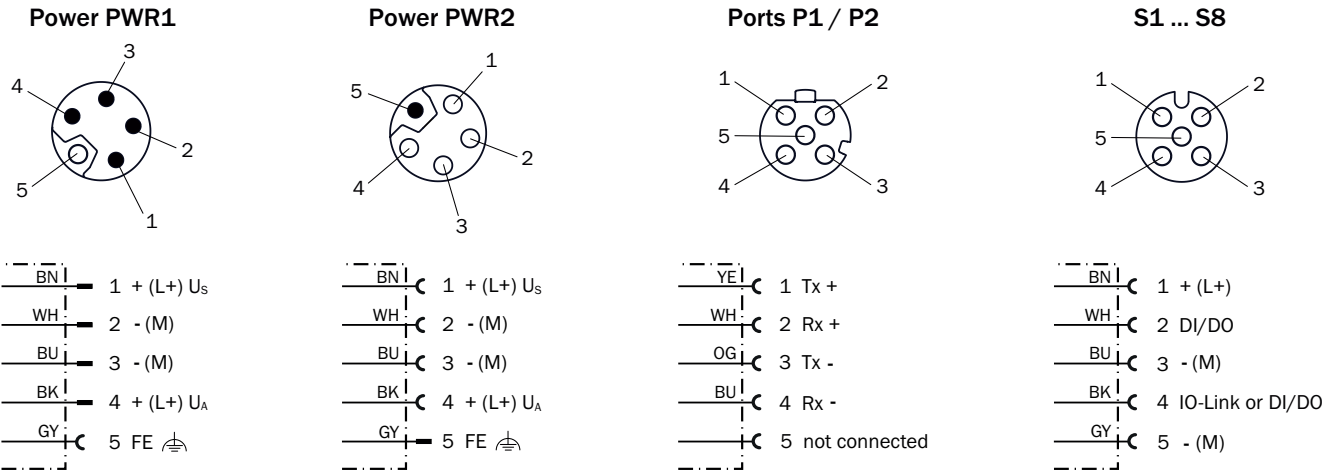 Power PWR1
3
4
2
5
1
BN 1 + (L+) Us
WH 2 - (M)
BU 3 - (M)
BK 4 + (L+) UA
GY 5 FE
Power PWR2
1
5
2
4
3
BN 1 + (L+) Us
WH 2 - (M)
BU 3 - (M)
BK 4 + (L+) UA
GY 5 FE
Ports P1 / P2
1 2
5
4 3
YE 1 Tx +
WH 2 Rx +
OG 3 Tx -
BU 4 Rx -
5 not connected
S1 ... S8
1 2
5
4 3
BN 1 + (L+)
WH 2 DI/DO
BU 3 - (M)
BK 4 IO-Link or DI/DO
GY 5 - (M)